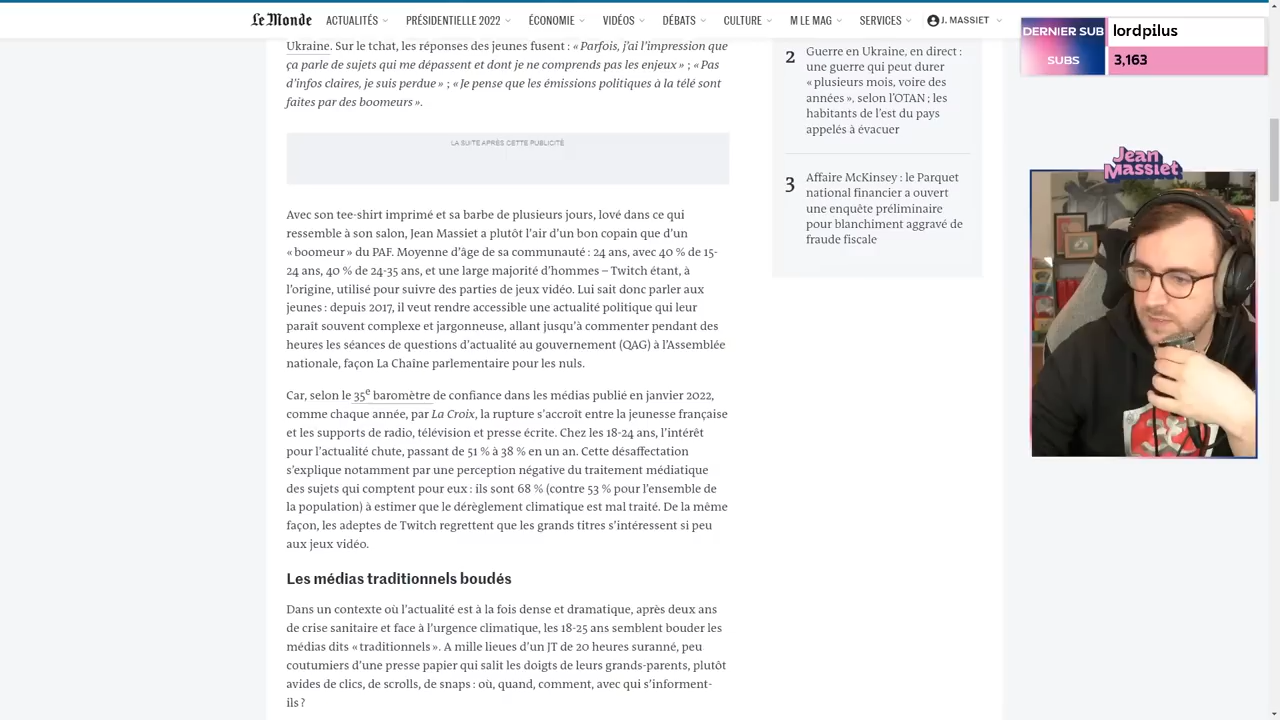 Le Monde ACTUALITÉS PRÉSIDENTIELLE 2022 ÉCONOMIE VIDÉOS DÉBATS CULTURE M LE MAG SERVICES J. MASSIET
DERNIER SUB lordpilus
SUBS 3,163
Ukraine. Sur le tchat, les réponses des jeunes fusent : « Parfois, j'ai l'impression que
ça parle de sujets qui me dépassent et dont je ne comprends pas les enjeux » ; « Pas
d'infos claires, je suis perdue » ; « Je pense que les émissions politiques à la télé sont
faites par des boomeurs ».
LA SUITE APRÈS CETTE PUBLICITÉ
Avec son tee-shirt imprimé et sa barbe de plusieurs jours, lové dans ce qui
ressemble à son salon, Jean Massiet a plutôt l'air d'un bon copain que d'un
« boomeur » du PAF. Moyenne d'âge de sa communauté : 24 ans, avec 40 % de 15-
24 ans, 40 % de 24-35 ans, et une large majorité d'hommes – Twitch étant, à
l'origine, utilisé pour suivre des parties de jeux vidéo. Lui sait donc parler aux
jeunes : depuis 2017, il veut rendre accessible une actualité politique qui leur
paraît souvent complexe et jargonneuse, allant jusqu'à commenter pendant des
heures les séances de questions d'actualité au gouvernement (QAG) à l'Assemblée
nationale, façon La Chaîne parlementaire pour les nuls.
Car, selon le 35e baromètre de confiance dans les médias publié en janvier 2022,
comme chaque année, par La Croix, la rupture s'accroît entre la jeunesse française
et les supports de radio, télévision et presse écrite. Chez les 18-24 ans, l'intérêt
pour l'actualité chute, passant de 51 % à 38 % en un an. Cette désaffectation
s'explique notamment par une perception négative du traitement médiatique
des sujets qui comptent pour eux : ils sont 68 % (contre 53 % pour l'ensemble de
la population) à estimer que le dérèglement climatique est mal traité. De la même
façon, les adeptes de Twitch regrettent que les grands titres s'intéressent si peu
aux jeux vidéo.
Les médias traditionnels boudés
Dans un contexte où l'actualité est à la fois dense et dramatique, après deux ans
de crise sanitaire et face à l'urgence climatique, les 18-25 ans semblent bouder les
médias dits « traditionnels ». A mille lieues d'un JT de 20 heures suranné, peu
coutumiers d'une presse papier qui salit les doigts de leurs grands-parents, plutôt
avides de clics, de scrolls, de snaps : où, quand, comment, avec qui s'informent-
ils ?
2 Guerre en Ukraine, en direct :
une guerre qui peut durer
« plusieurs mois, voire des
années », selon l'OTAN ; les
habitants de l'est du pays
appelés à évacuer
3 Affaire McKinsey : le Parquet
national financier a ouvert
une enquête préliminaire
pour blanchiment aggravé de
fraude fiscale
Jean
Massiet